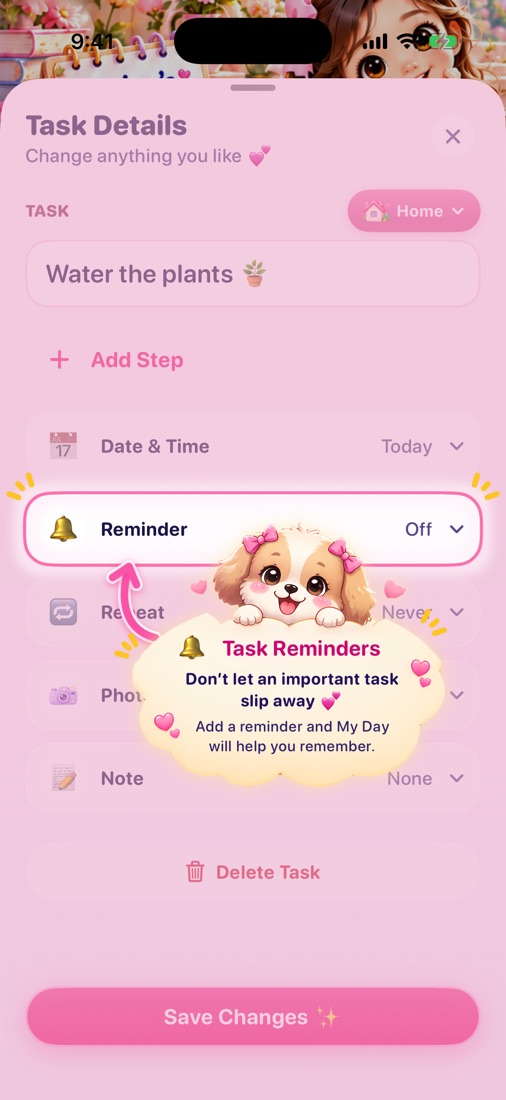 9:41
Task Details
Change anything you like 💕
TASK
🏡 Home
Water the plants 🪴
+ Add Step
17
Date & Time
Today
🔔 Reminder
Off
Never
🔔 Task Reminders
Don't let an important task
slip away 💕
Add a reminder and My Day
will help you remember.
Note
None
Delete Task
Save Changes ✨